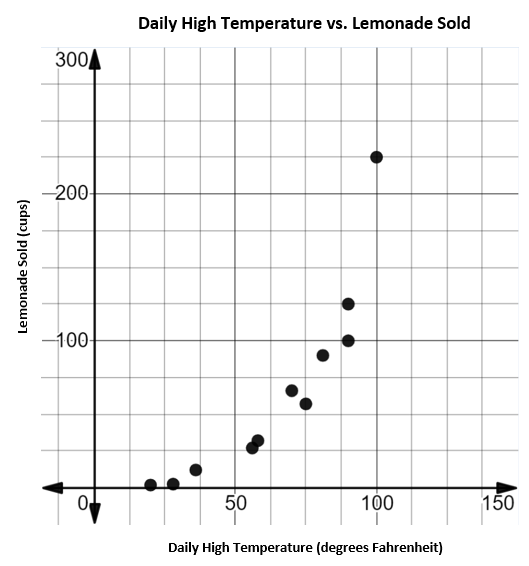 Daily High Temperature vs. Lemonade Sold
300
200
100
Lemonade Sold (cups)
0 50 100 150
Daily High Temperature (degrees Fahrenheit)